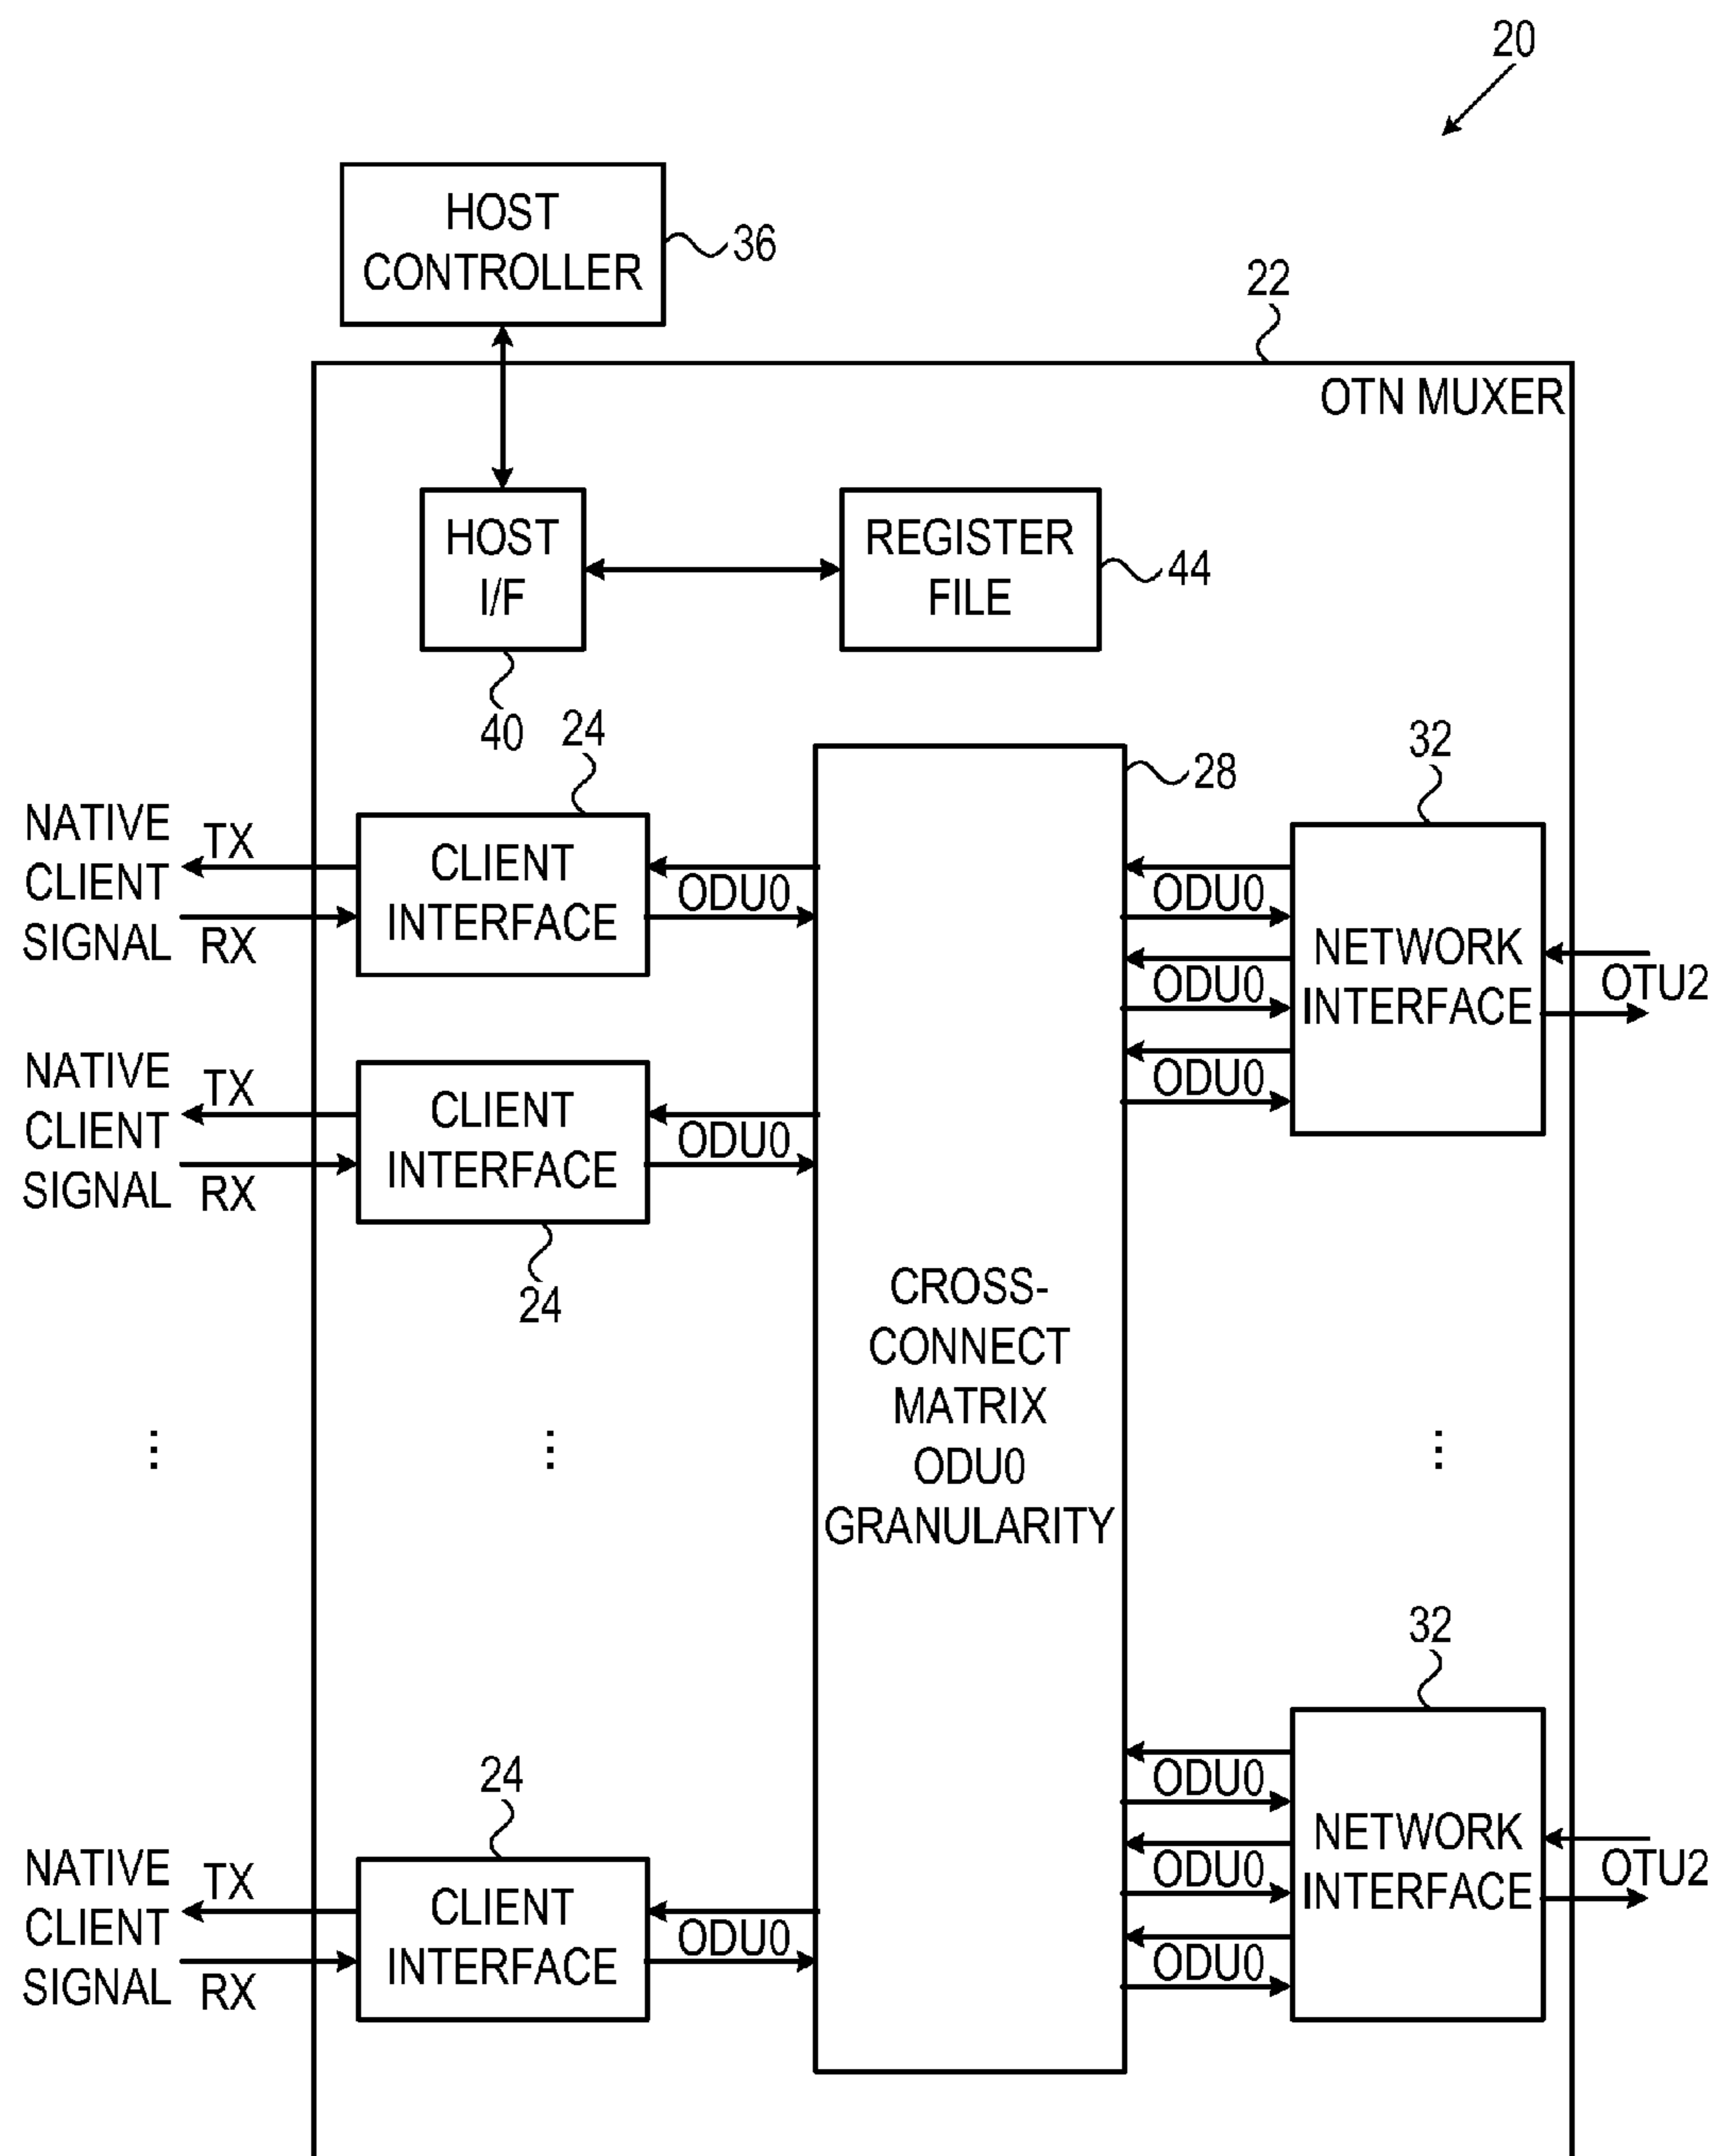 20
HOST
CONTROLLER
36
22
OTN MUXER
HOST
I/F
40
REGISTER
FILE
44
24
28
32
NATIVE
CLIENT
SIGNAL
TX
RX
CLIENT
INTERFACE
ODU0
ODU0
ODU0
ODU0
NETWORK
INTERFACE
OTU2
NATIVE
CLIENT
SIGNAL
TX
RX
CLIENT
INTERFACE
24
ODU0
CROSS-
CONNECT
MATRIX
ODU0
GRANULARITY
32
24
NATIVE
CLIENT
SIGNAL
TX
RX
CLIENT
INTERFACE
ODU0
ODU0
ODU0
ODU0
NETWORK
INTERFACE
OTU2